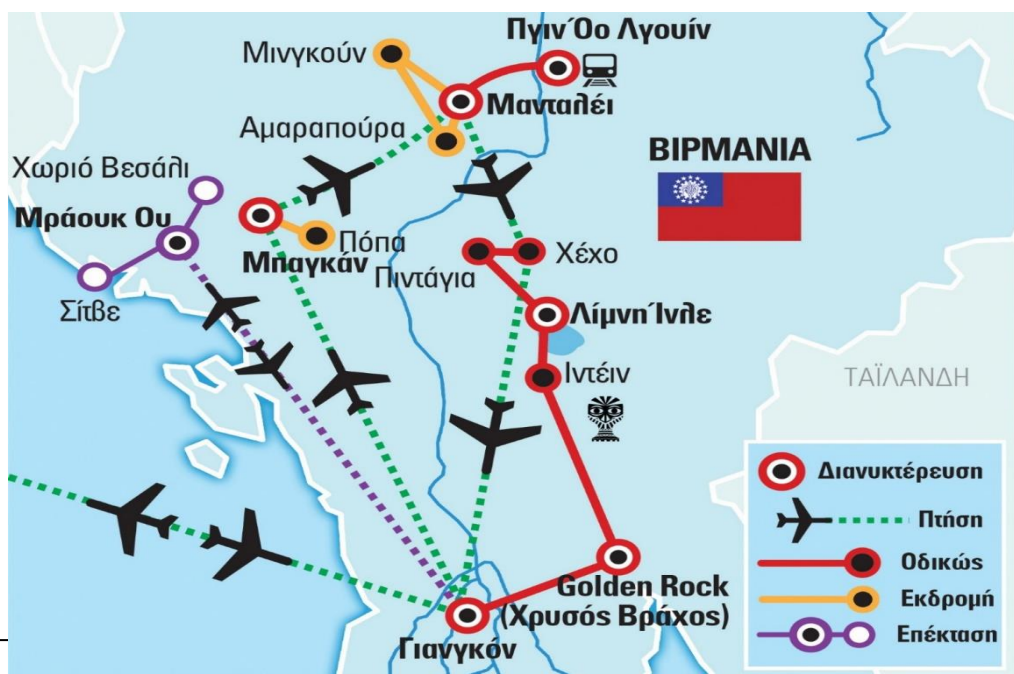 Πγιν Όο Λγουίν
Μινγκούν
Μανταλέι
Αμαραπούρα
ΒΙΡΜΑΝΙΑ
Χωριό Βεσάλι
Μράουκ Ου
Πόπα
Μπαγκάν
Χέχο
Πιντάγια
Σίτβε
Λίμνη Ίνλε
Ιντέιν
ΤΑΪΛΑΝΔΗ
Διανυκτέρευση
Πτήση
Οδικώς
Εκδρομή
Επέκταση
Golden Rock
(Χρυσός Βράχος)
Γιανγκόν